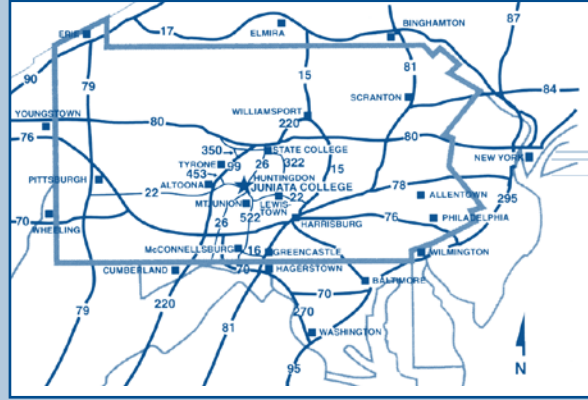 17
ERIE
ELMIRA
BINGHAMTON
87
90
79
15
81
SCRANTON
84
YOUNGSTOWN
WILLIAMSPORT
220
80
80
76
350
STATE COLLEGE
TYRONE
99
26
322
15
NEW YORK
453
HUNTINGDON
PITTSBURGH
ALTOONA
JUNIATA COLLEGE
78
22
MT. UNION
LEWIS-
TOWN
22
ALLENTOWN
295
70
WHEELING
26
522
HARRISBURG
76
PHILADELPHIA
McCONNELLSBURG
16
GREENCASTLE
WILMINGTON
CUMBERLAND
70
HAGERSTOWN
70
BALTIMORE
79
220
81
270
WASHINGTON
95
N